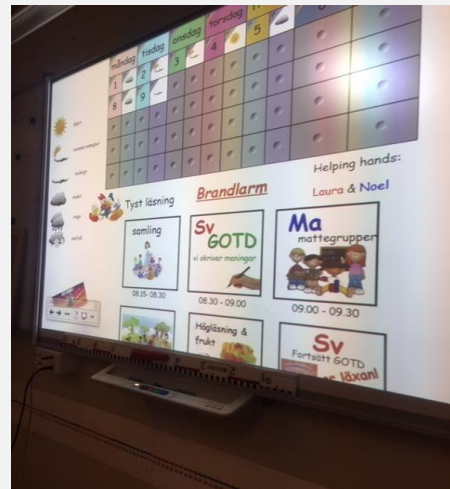 måndag tisdag onsdag torsdag
1 2 3 4 5
8 9
Helping hands:
Laura & Noel
Tyst läsning
Brandlarm
samling
08.15-08.30
Sv
GOTD
vi skriver meningar
08.30 - 09.00
Ma
mattegrupper
09.00 - 09.30
Högläsning &
frukt
Sv
Fortsätt GOTD
läxan!